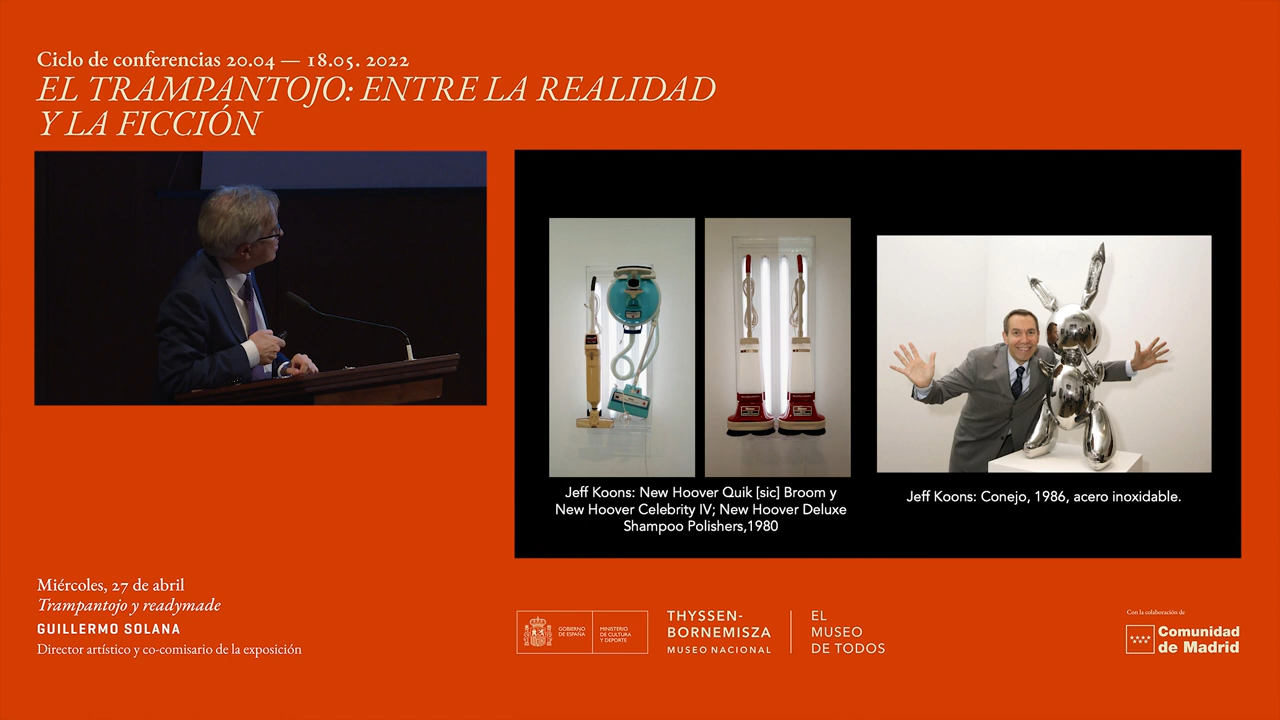 Ciclo de conferencias 20.04 — 18.05. 2022
EL TRAMPANTOJO: ENTRE LA REALIDAD
Y LA FICCIÓN
Jeff Koons: New Hoover Quik [sic] Broom y
New Hoover Celebrity IV; New Hoover Deluxe
Shampoo Polishers,1980
Jeff Koons: Conejo, 1986, acero inoxidable.
Miércoles, 27 de abril
Trampantojo y readymade
GUILLERMO SOLANA
Director artístico y co-comisario de la exposición
GOBIERNO
DE ESPAÑA
MINISTERIO
DE CULTURA
Y DEPORTE
THYSSEN-
BORNEMISZA
MUSEO NACIONAL
EL
MUSEO
DE TODOS
Con la colaboración de
Comunidad
de Madrid